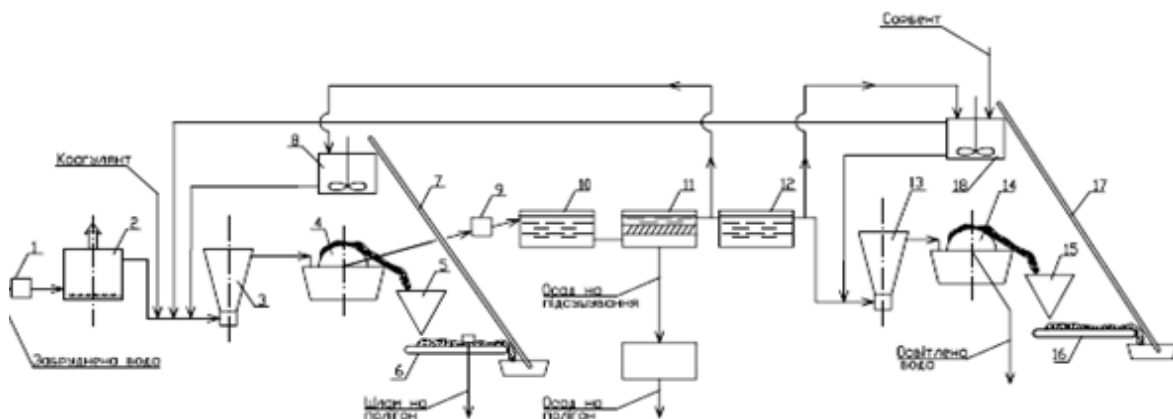 Сорбент
Коагулянт
8
7
9
10
11
12
18
13
14
17
1
2
3
4
5
15
Осад на
підсушування
6
16
Забруднена вода
Освітлена
вода
Шлам на
полігон
Осад на
полігон